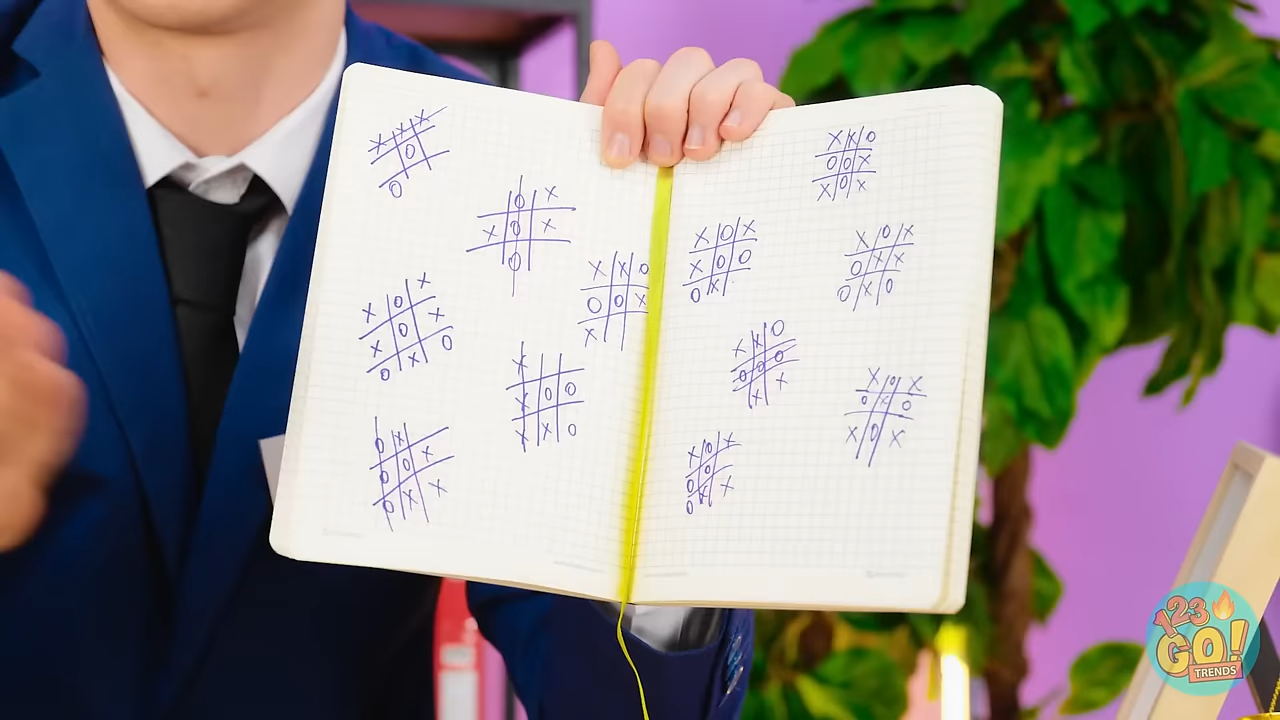 X X X
O
O
O X
X O X
O
X X O
O O X
X
X O X
X O X
O X O
X
X O O
X X O
O X
O O X
O X X
X X O
O O X
X O X
X O X
X O O
O X
X O X
O X X
O X O
X X O
O O O
X X
X O X
O X O
X O X
X O X
O O
O X X
123
GO!
TRENDS